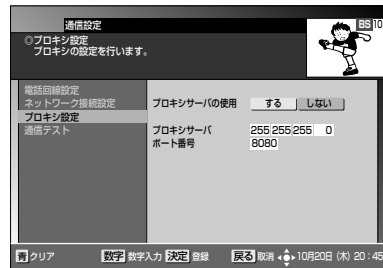 通信設定
BS 10
◎プロキシ設定
プロキシの設定を行います。
電話回線設定
ネットワーク接続設定
プロキシ設定
通信テスト
プロキシサーバの使用 する しない
プロキシサーバ 255 255 255 0
ポート番号 8080
青 クリア 数字 数字入力 決定 登録 戻る 取消 10月20日 (木) 20:45